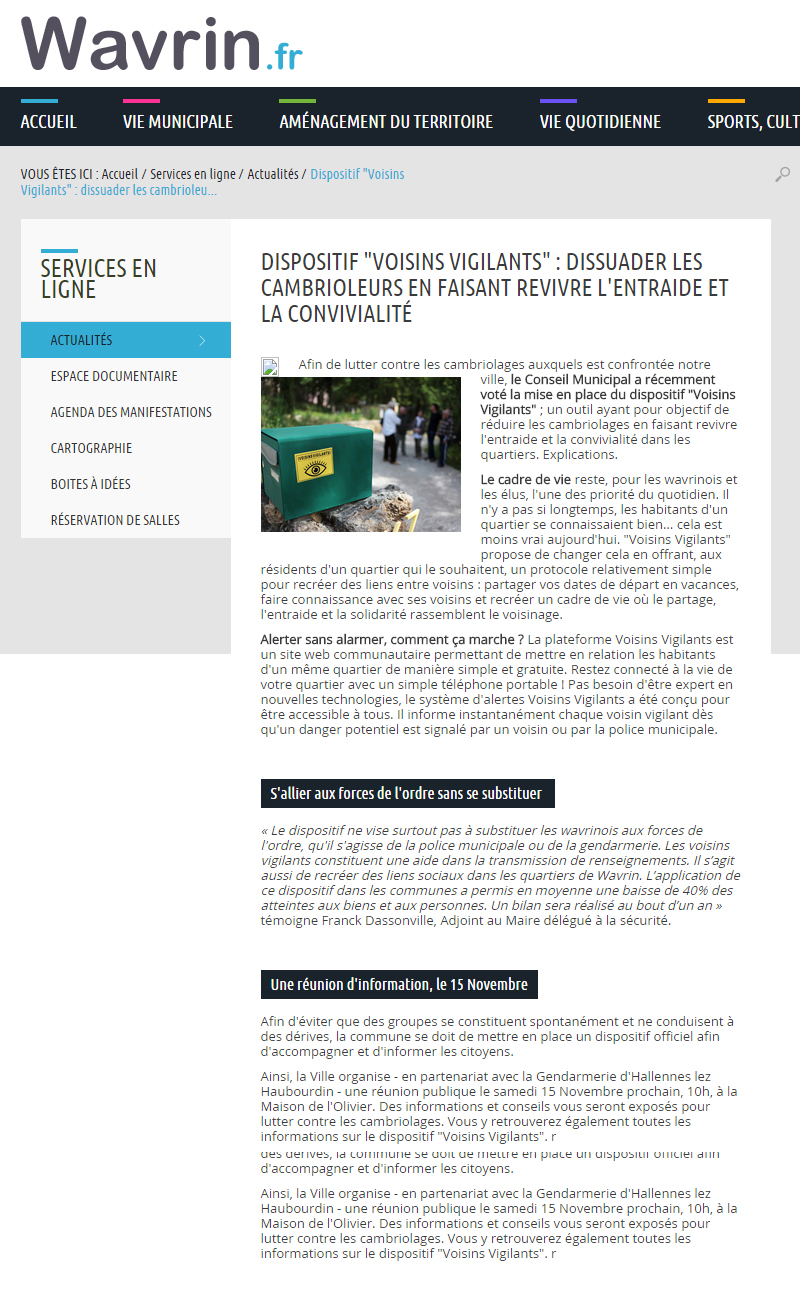 Wavrin.fr
ACCUEIL
VIE MUNICIPALE
AMÉNAGEMENT DU TERRITOIRE
VIE QUOTIDIENNE
SPORTS, CULT
VOUS ÊTES ICI : Accueil / Services en ligne / Actualités / Dispositif "Voisins
Vigilants" : dissuader les cambrioleu...
SERVICES EN
LIGNE
ACTUALITÉS
ESPACE DOCUMENTAIRE
AGENDA DES MANIFESTATIONS
CARTOGRAPHIE
BOITES À IDÉES
RÉSERVATION DE SALLES
DISPOSITIF "VOISINS VIGILANTS" : DISSUADER LES
CAMBRIOLEURS EN FAISANT REVIVRE L'ENTRAIDE ET
LA CONVIVIALITÉ
Afin de lutter contre les cambriolages auxquels est confrontée notre
ville, le Conseil Municipal a récemment
voté la mise en place du dispositif "Voisins
Vigilants" ; un outil ayant pour objectif de
réduire les cambriolages en faisant revivre
l'entraide et la convivialité dans les
quartiers. Explications.
VOISINS VIGILANTS
Le cadre de vie reste, pour les wavrinois et
les élus, l'une des priorité du quotidien. Il
n'y a pas si longtemps, les habitants d'un
quartier se connaissaient bien... cela est
moins vrai aujourd'hui. "Voisins Vigilants"
propose de changer cela en offrant, aux
résidents d'un quartier qui le souhaitent, un protocole relativement simple
pour recréer des liens entre voisins : partager vos dates de départ en vacances,
faire connaissance avec ses voisins et recréer un cadre de vie où le partage,
l'entraide et la solidarité rassemblent le voisinage.
Alerter sans alarmer, comment ça marche ? La plateforme Voisins Vigilants est
un site web communautaire permettant de mettre en relation les habitants
d'un même quartier de manière simple et gratuite. Restez connecté à la vie de
votre quartier avec un simple téléphone portable ! Pas besoin d'être expert en
nouvelles technologies, le système d'alertes Voisins Vigilants a été conçu pour
être accessible à tous. Il informe instantanément chaque voisin vigilant dès
qu'un danger potentiel est signalé par un voisin ou par la police municipale.
S'allier aux forces de l'ordre sans se substituer
« Le dispositif ne vise surtout pas à substituer les wavrinois aux forces de
l'ordre, qu'il s'agisse de la police municipale ou de la gendarmerie. Les voisins
vigilants constituent une aide dans la transmission de renseignements. Il s’agit
aussi de recréer des liens sociaux dans les quartiers de Wavrin. L’application de
ce dispositif dans les communes a permis en moyenne une baisse de 40% des
atteintes aux biens et aux personnes. Un bilan sera réalisé au bout d’un an »
témoigne Franck Dassonville, Adjoint au Maire délégué à la sécurité.
Une réunion d'information, le 15 Novembre
Afin d'éviter que des groupes se constituent spontanément et ne conduisent à
des dérives, la commune se doit de mettre en place un dispositif officiel afin
d'accompagner et d'informer les citoyens.
Ainsi, la Ville organise - en partenariat avec la Gendarmerie d'Hallennes lez
Haubourdin - une réunion publique le samedi 15 Novembre prochain, 10h, à la
Maison de l'Olivier. Des informations et conseils vous seront exposés pour
lutter contre les cambriolages. Vous y retrouverez également toutes les
informations sur le dispositif "Voisins Vigilants". r
des dérives, la commune se doit de mettre en place un dispositif officiel afin
d'accompagner et d'informer les citoyens.
Ainsi, la Ville organise - en partenariat avec la Gendarmerie d'Hallennes lez
Haubourdin - une réunion publique le samedi 15 Novembre prochain, 10h, à la
Maison de l'Olivier. Des informations et conseils vous seront exposés pour
lutter contre les cambriolages. Vous y retrouverez également toutes les
informations sur le dispositif "Voisins Vigilants". r